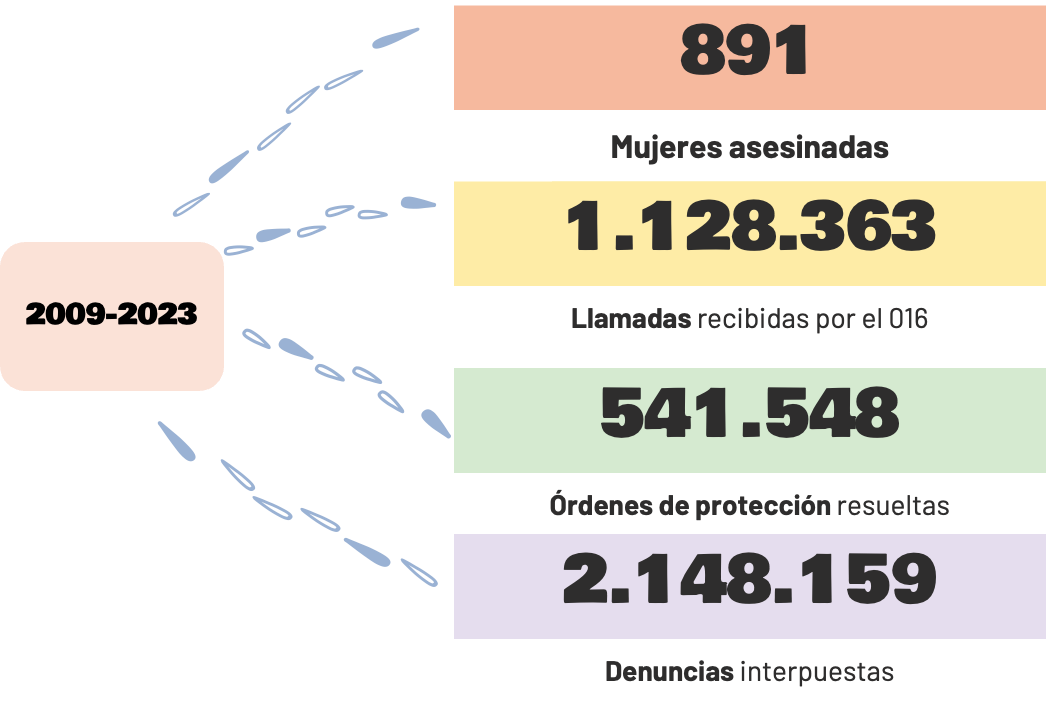 891
Mujeres asesinadas
1.128.363
Llamadas recibidas por el 016
2009-2023
541.548
Órdenes de protección resueltas
2.148.159
Denuncias interpuestas